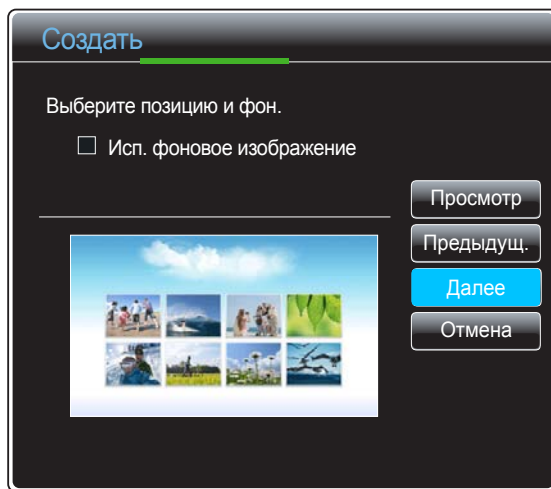 Создать
Выберите позицию и фон.
Исп. фоновое изображение
Просмотр
Предыдущ.
Далее
Отмена